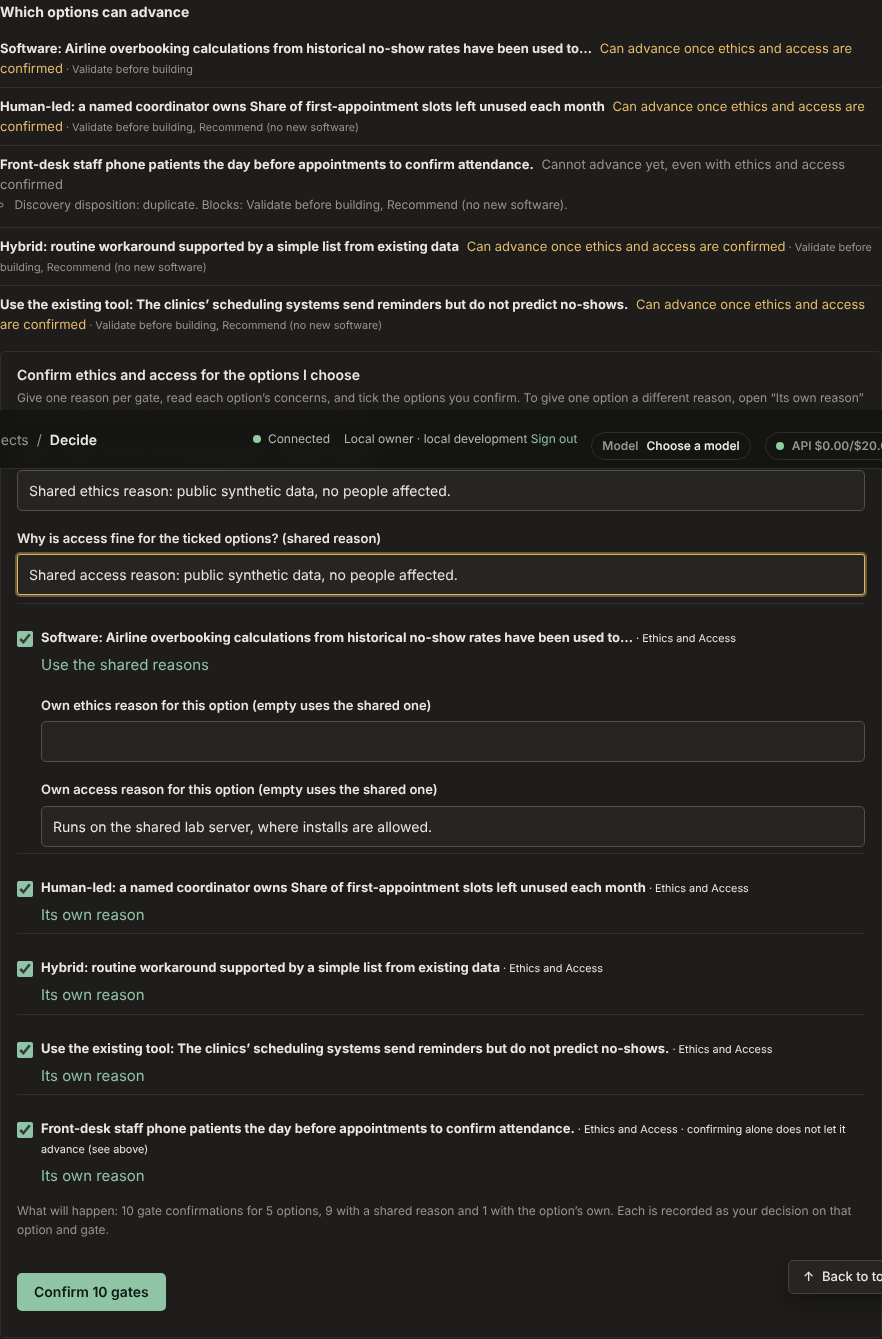 Which options can advance
Software: Airline overbooking calculations from historical no-show rates have been used to… Can advance once ethics and access are
confirmed · Validate before building
Human-led: a named coordinator owns Share of first-appointment slots left unused each month Can advance once ethics and access are
confirmed · Validate before building, Recommend (no new software)
Front-desk staff phone patients the day before appointments to confirm attendance. Cannot advance yet, even with ethics and access
confirmed
Discovery disposition: duplicate. Blocks: Validate before building, Recommend (no new software).
Hybrid: routine workaround supported by a simple list from existing data Can advance once ethics and access are confirmed · Validate before
building, Recommend (no new software)
Use the existing tool: The clinics’ scheduling systems send reminders but do not predict no-shows. Can advance once ethics and access
are confirmed · Validate before building, Recommend (no new software)
Confirm ethics and access for the options I choose
Give one reason per gate, read each option’s concerns, and tick the options you confirm. To give one option a different reason, open “Its own reason”
ects / Decide Connected Local owner · local development Sign out Model Choose a model API $0.00/$20.
Shared ethics reason: public synthetic data, no people affected.
Why is access fine for the ticked options? (shared reason)
Shared access reason: public synthetic data, no people affected.
Software: Airline overbooking calculations from historical no-show rates have been used to… · Ethics and Access
Use the shared reasons
Own ethics reason for this option (empty uses the shared one)
Own access reason for this option (empty uses the shared one)
Runs on the shared lab server, where installs are allowed.
Human-led: a named coordinator owns Share of first-appointment slots left unused each month · Ethics and Access
Its own reason
Hybrid: routine workaround supported by a simple list from existing data · Ethics and Access
Its own reason
Use the existing tool: The clinics’ scheduling systems send reminders but do not predict no-shows. · Ethics and Access
Its own reason
Front-desk staff phone patients the day before appointments to confirm attendance. · Ethics and Access · confirming alone does not let it
advance (see above)
Its own reason
What will happen: 10 gate confirmations for 5 options, 9 with a shared reason and 1 with the option’s own. Each is recorded as your decision on that
option and gate.
↑ Back to to
Confirm 10 gates